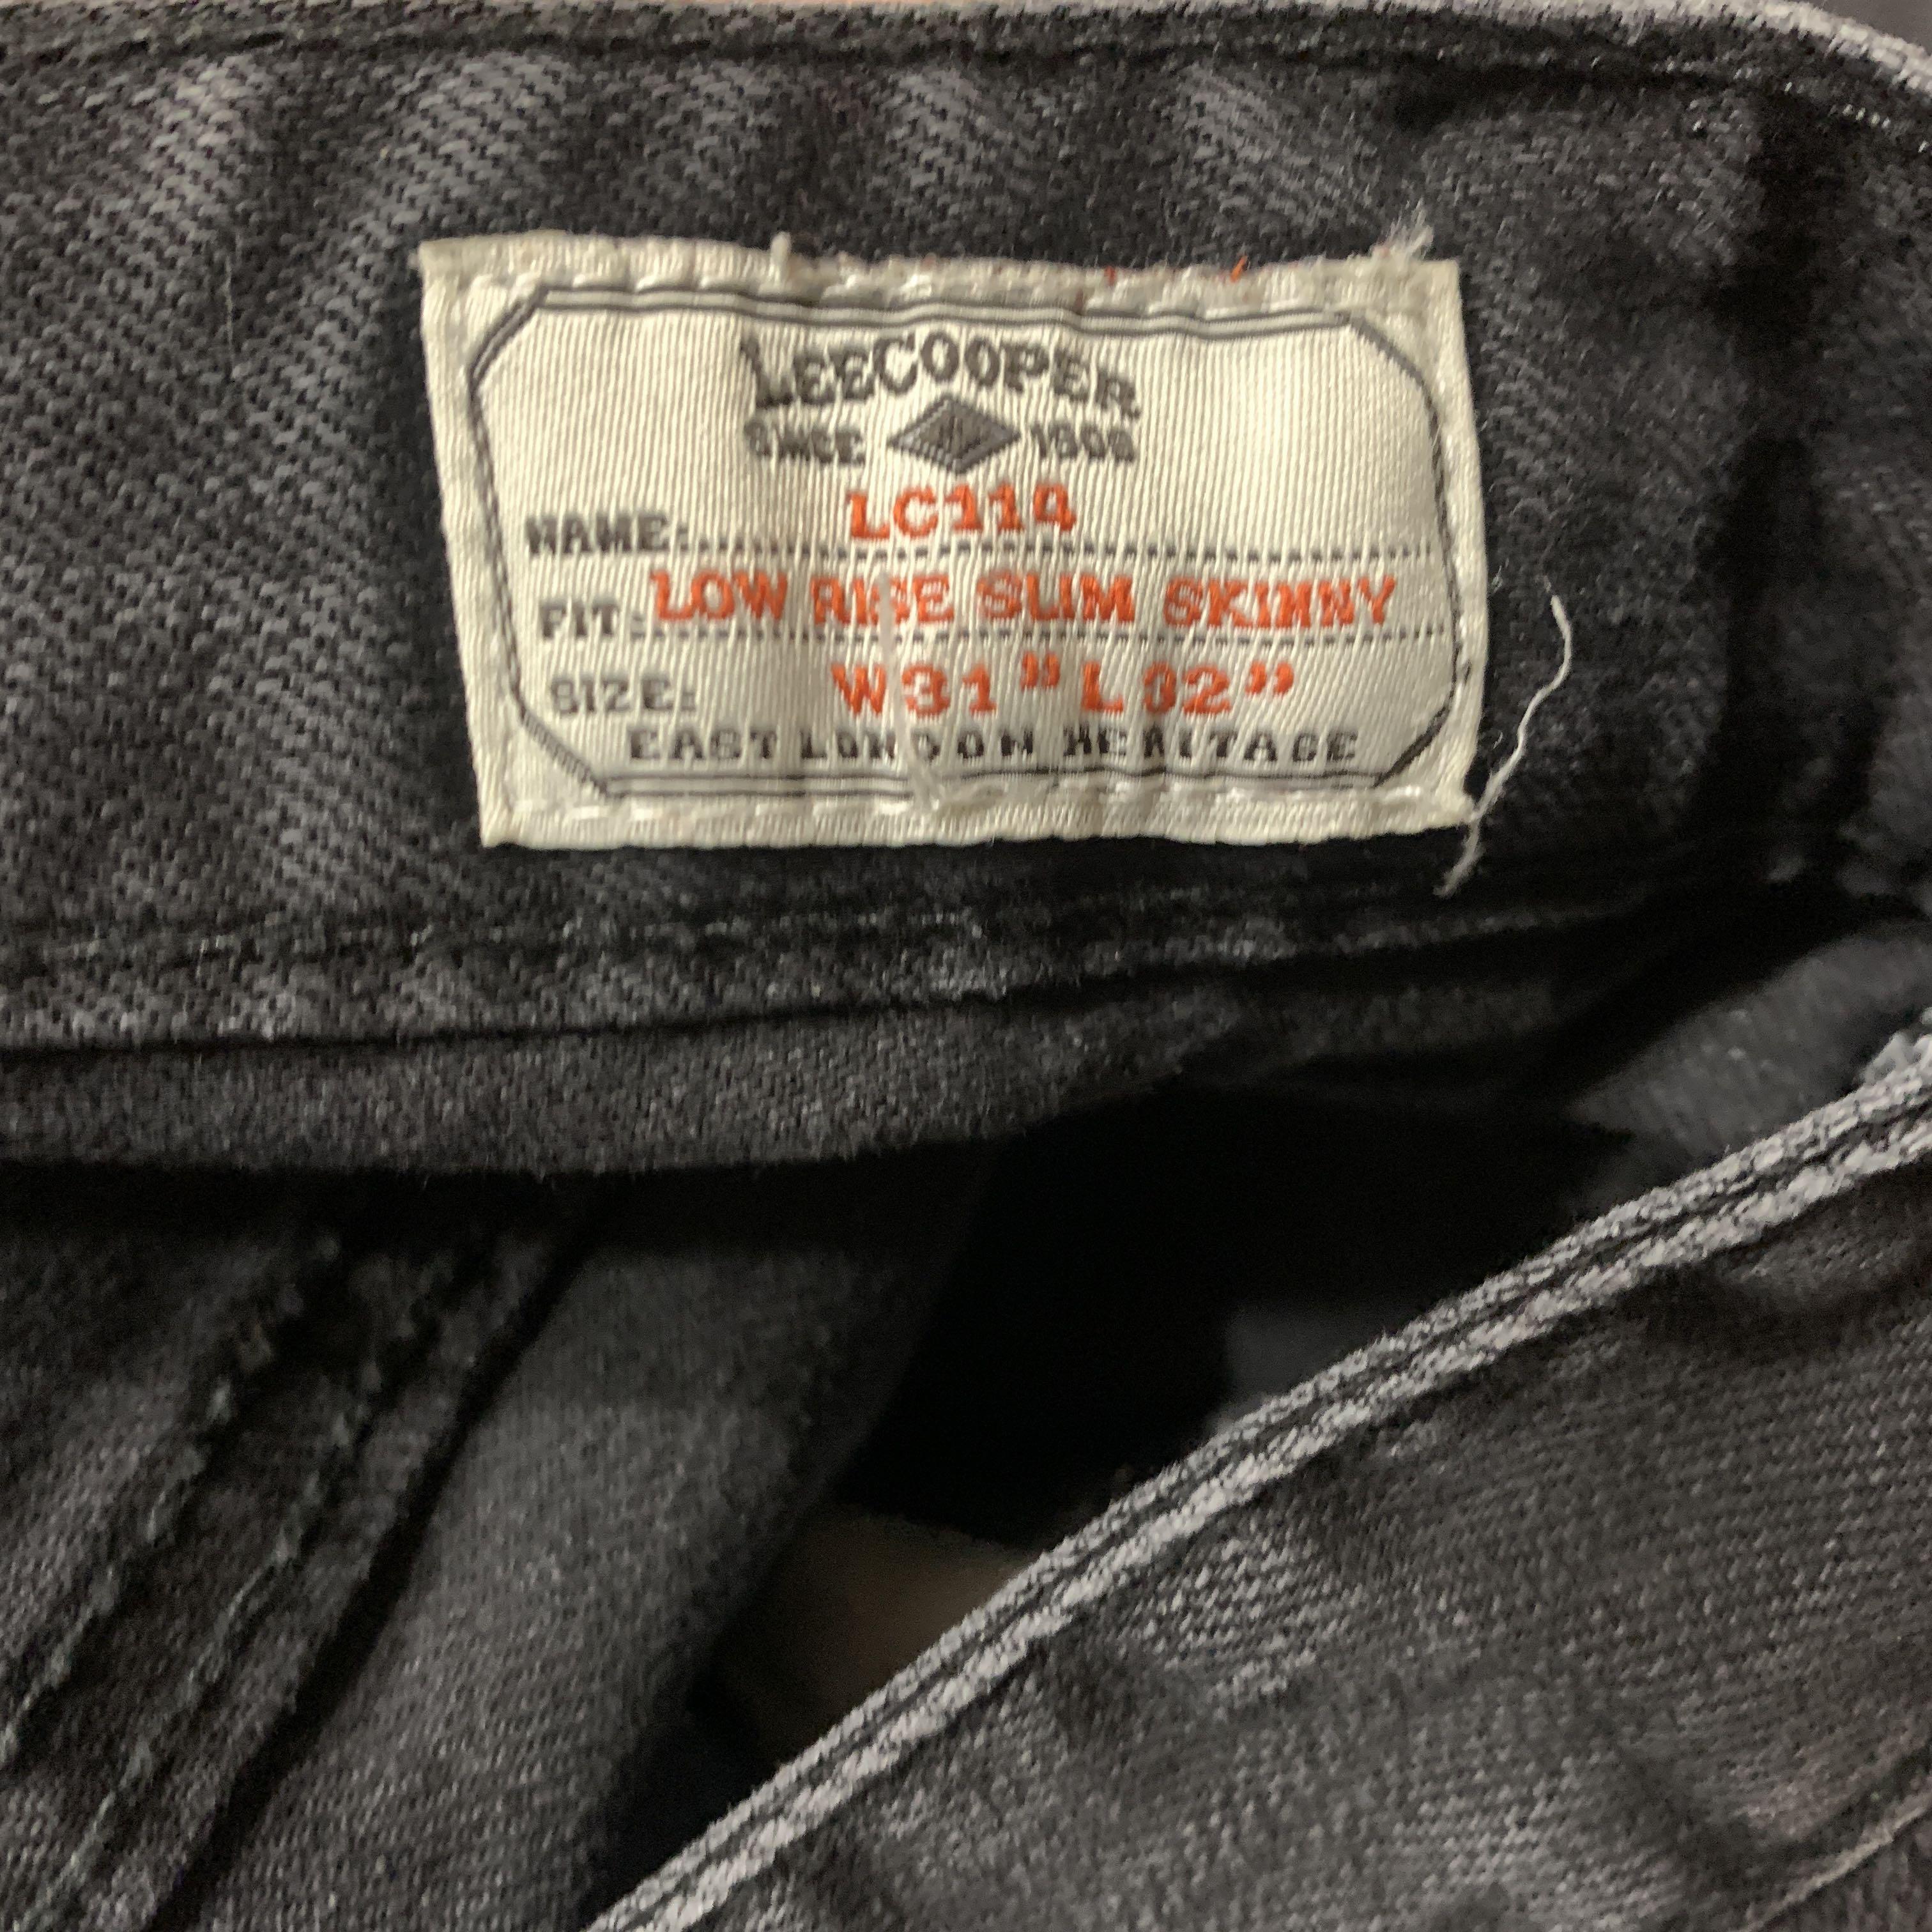 LEECOOPER
SINCE 1908
NAME: LC114
FIT: LOW RISE SLIM SKINNY
SIZE: W31" L32"
EAST LONDON HERITAGE